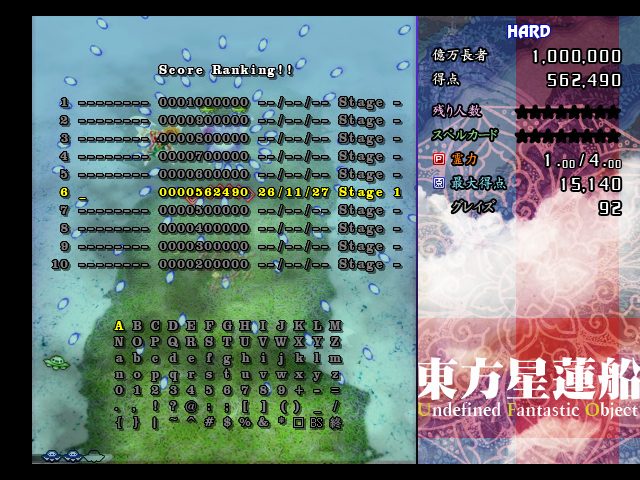 Score Ranking!!
1 -------- 0001000000 --/--/-- Stage -
2 -------- 0000900000 --/--/-- Stage -
3 -------- 0000800000 --/--/-- Stage -
4 -------- 0000700000 --/--/-- Stage -
5 -------- 0000600000 --/--/-- Stage -
6 _ 0000562490 26/11/27 Stage 1
7 -------- 0000500000 --/--/-- Stage -
8 -------- 0000400000 --/--/-- Stage -
9 -------- 0000300000 --/--/-- Stage -
10 -------- 0000200000 --/--/-- Stage -
A B C D E F G H I J K L M
N O P Q R S T U V W X Y Z
a b c d e f g h i j k l m
n o p q r s t u v w x y z
0 1 2 3 4 5 6 7 8 9 + - =
. , ! ? @ : ; [ ] ( ) _ /
{ } | ~ ^ # $ % & * □ BS 終
HARD
億万長者 1,000,000
得点 562,490
残り人数 ★★★★★★★★
スペルカード ★★★★★★★★
P 霊力 1.00/4.00
点 最大得点 15,140
グレイズ 92
東方星蓮船
Undefined Fantastic Object